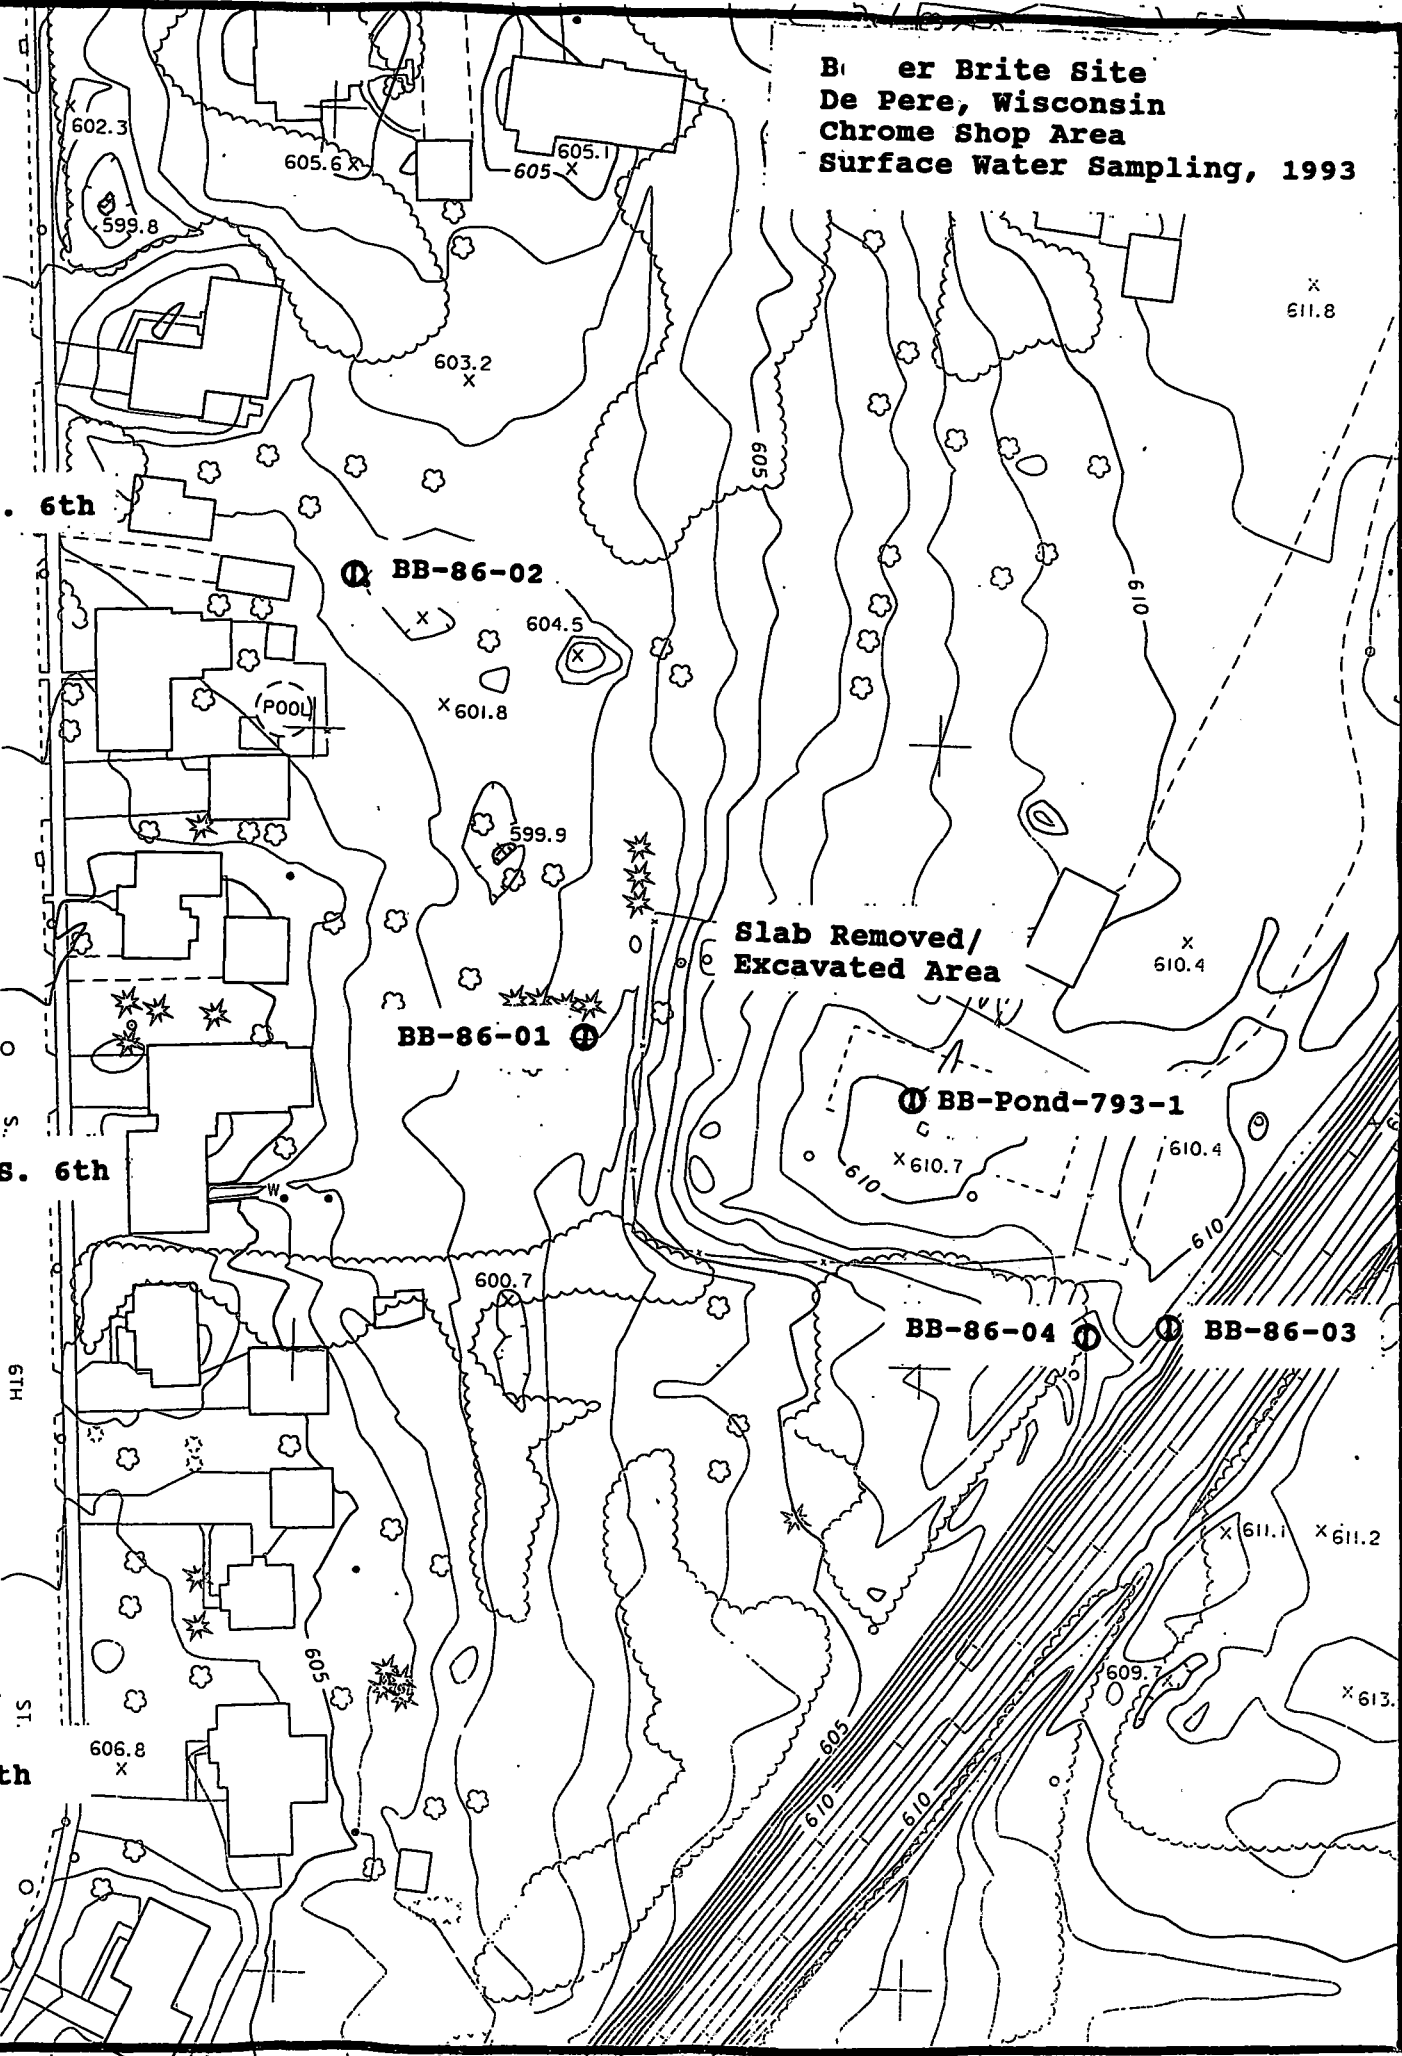 er Brite Site
De Pere, Wisconsin
Chrome Shop Area
Surface Water Sampling, 1993
602.3
605.6 X
605.1
605
X
599.8
X
611.8
603.2
X
605
. 6th
BB-86-02
X
604.5
X
610
POOL
X 601.8
599.9
Slab Removed/
Excavated Area
X
610.4
BB-86-01
BB-Pond-793-1
S.
X 610.7
610
610.4
S. 6th
W
610
600.7
BB-86-04
BB-86-03
6TH
X 611.1
X 611.2
605
609.7
X 613.
ST.
606.8
X
605
th
610
610